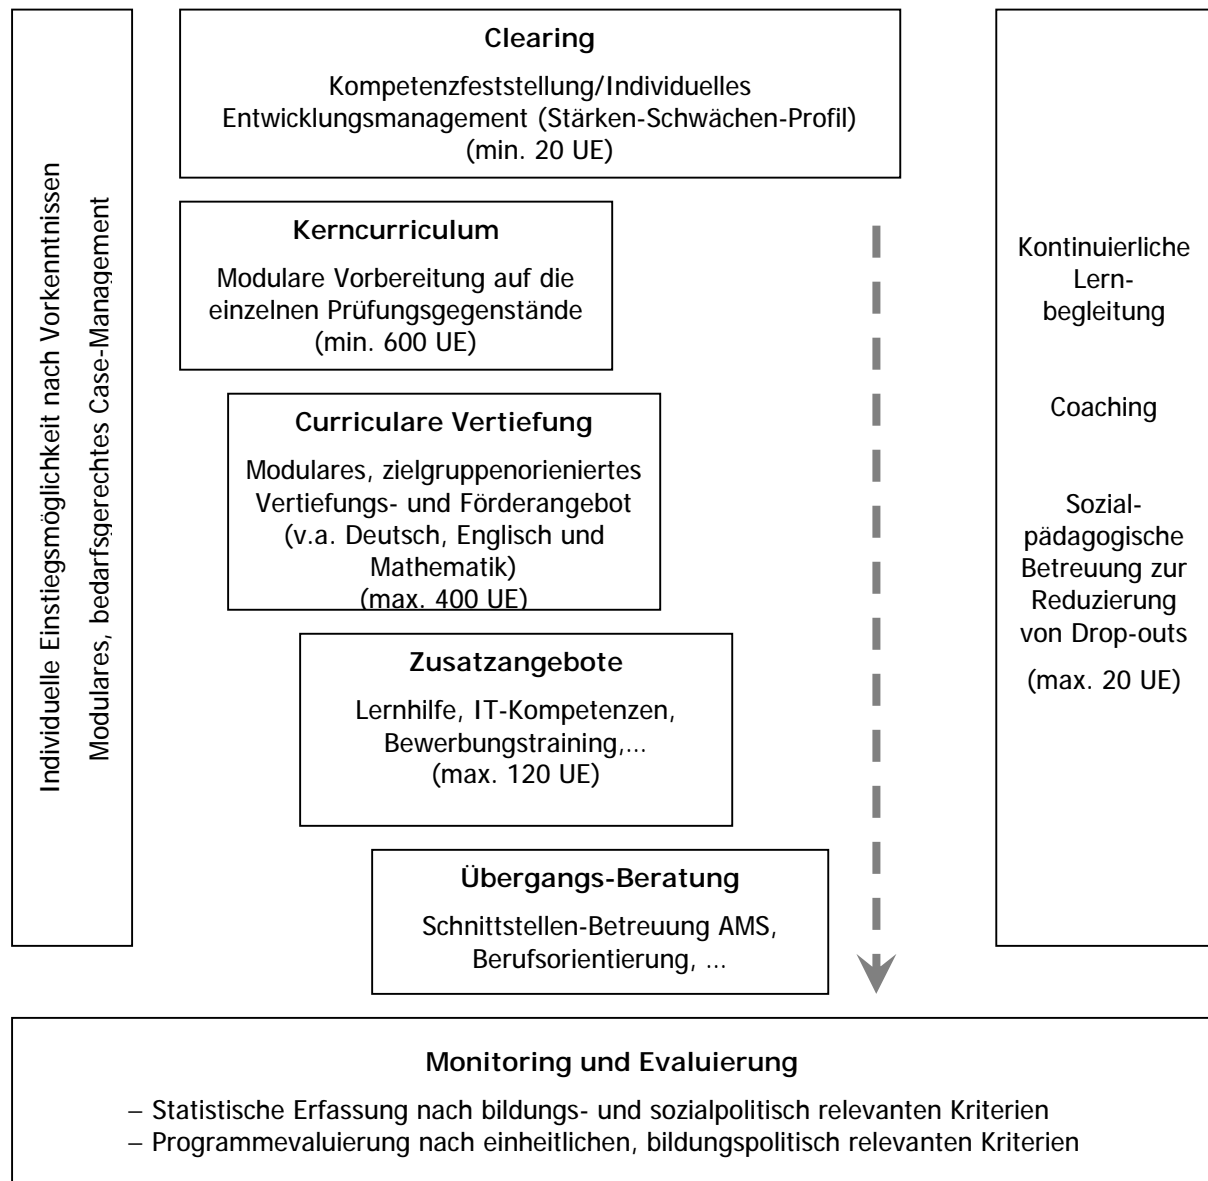 Individuelle Einstiegsmöglichkeit nach Vorkenntnissen
Modulares, bedarfsgerechtes Case-Management
Clearing
Kompetenzfeststellung/Individuelles
Entwicklungsmanagement (Stärken-Schwächen-Profil)
(min. 20 UE)
Kerncurriculum
Modulare Vorbereitung auf die
einzelnen Prüfungsgegenstände
(min. 600 UE)
Curriculare Vertiefung
Modulares, zielgruppenorieniertes
Vertiefungs- und Förderangebot
(v.a. Deutsch, Englisch und
Mathematik)
(max. 400 UE)
Zusatzangebote
Lernhilfe, IT-Kompetenzen,
Bewerbungstraining,...
(max. 120 UE)
Übergangs-Beratung
Schnittstellen-Betreuung AMS,
Berufsorientierung, ...
Kontinuierliche
Lern-
begleitung
Coaching
Sozial-
pädagogische
Betreuung zur
Reduzierung
von Drop-outs
(max. 20 UE)
Monitoring und Evaluierung
– Statistische Erfassung nach bildungs- und sozialpolitisch relevanten Kriterien
– Programmevaluierung nach einheitlichen, bildungspolitisch relevanten Kriterien